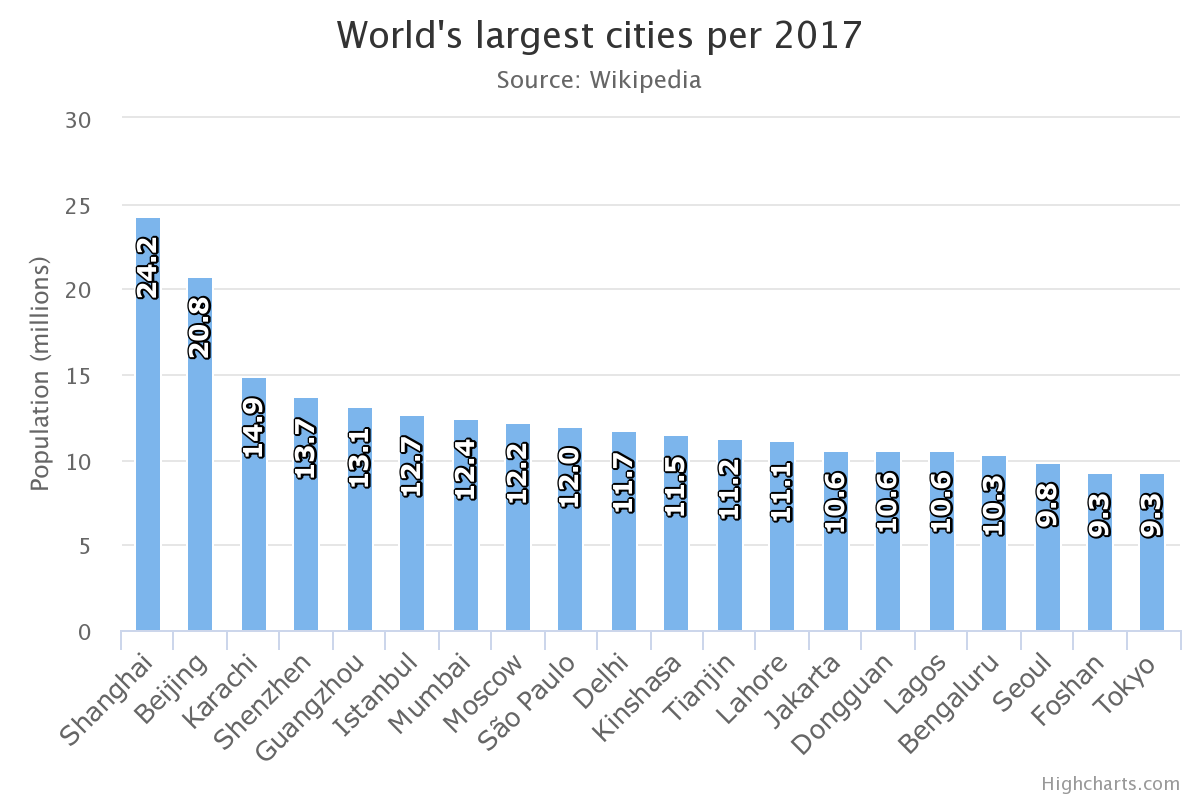 World's largest cities per 2017
Source: Wikipedia
Population (millions)
30
25
20
15
10
5
0
24.2
20.8
14.9
13.7
13.1
12.7
12.4
12.2
12.0
11.7
11.5
11.2
11.1
10.6
10.6
10.6
10.3
9.8
9.3
9.3
Shanghai
Beijing
Karachi
Shenzhen
Guangzhou
Istanbul
Mumbai
Moscow
São Paulo
Delhi
Kinshasa
Tianjin
Lahore
Jakarta
Dongguan
Lagos
Bengaluru
Seoul
Foshan
Tokyo
Highcharts.com